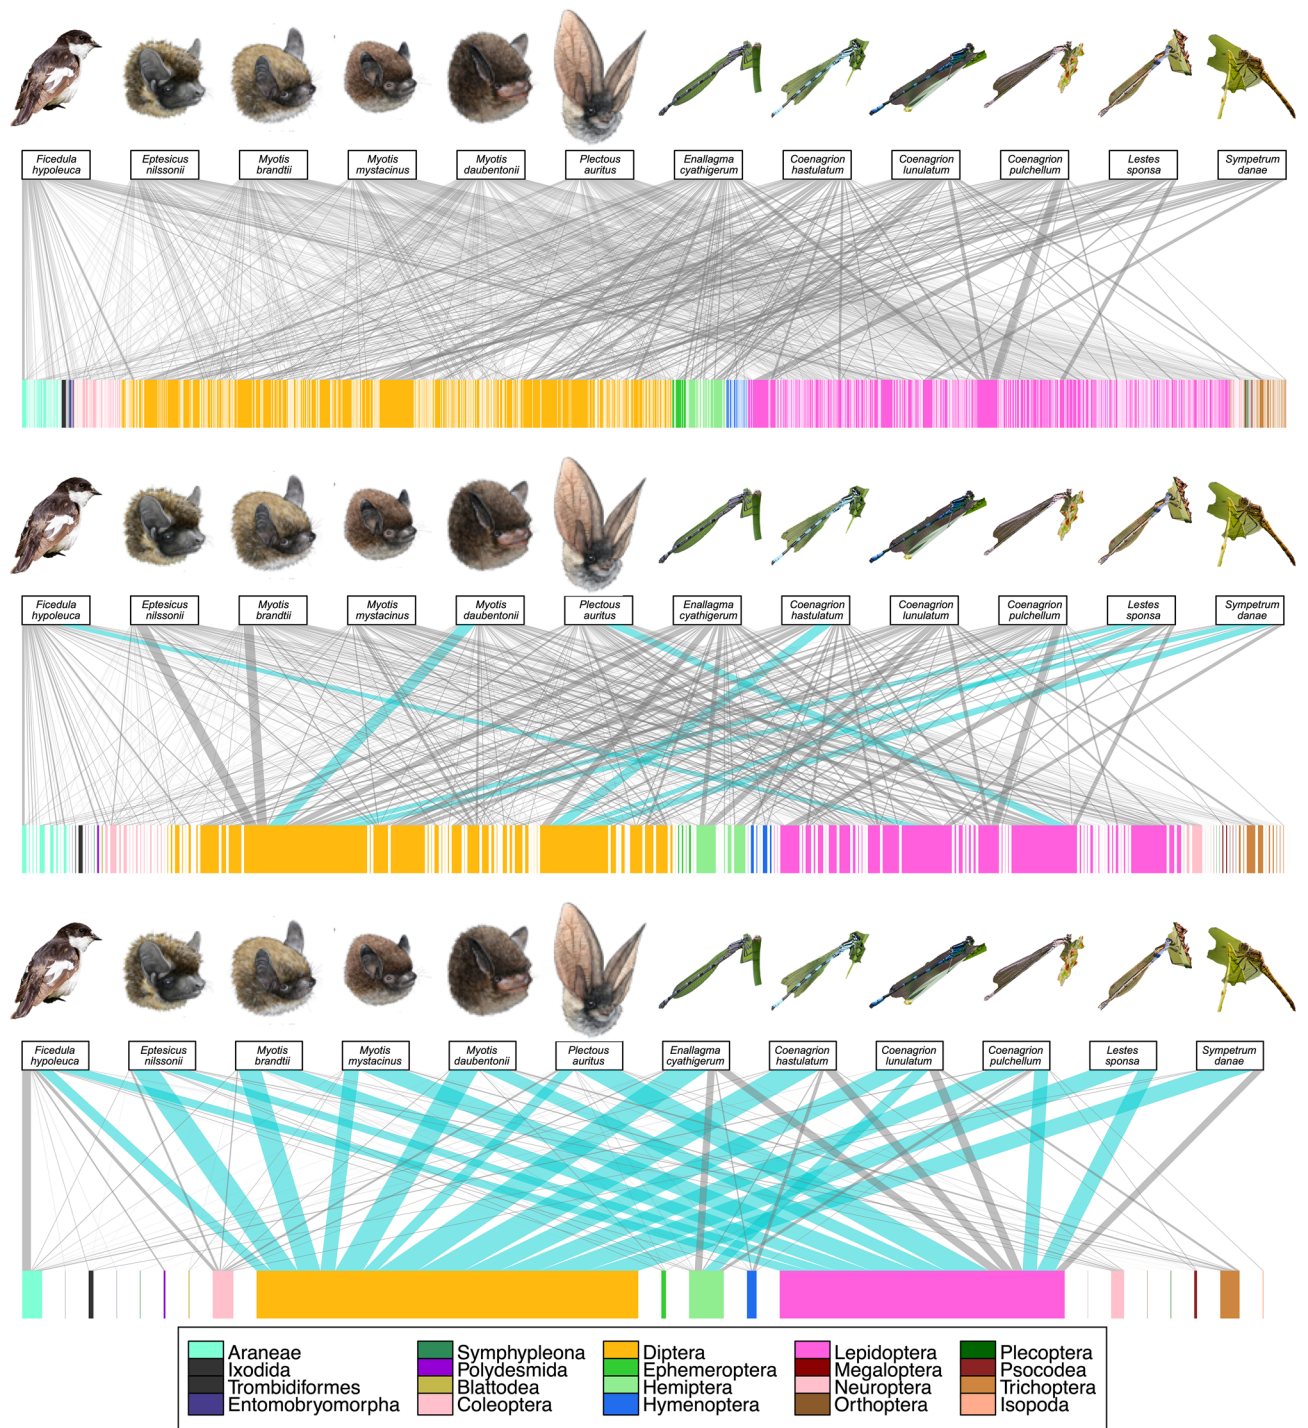 Ficedula hypoleuca
Eptesicus nilssonii
Myotis brandtii
Myotis mystacinus
Myotis daubentonii
Plectous auritus
Enallagma cyathigerum
Coenagrion hastulatum
Coenagrion lunulatum
Coenagrion pulchellum
Lestes sponsa
Sympetrum danae
Ficedula hypoleuca
Eptesicus nilssonii
Myotis brandtii
Myotis mystacinus
Myotis daubentonii
Plectous auritus
Enallagma cyathigerum
Coenagrion hastulatum
Coenagrion lunulatum
Coenagrion pulchellum
Lestes sponsa
Sympetrum danae
Ficedula hypoleuca
Eptesicus nilssonii
Myotis brandtii
Myotis mystacinus
Myotis daubentonii
Plectous auritus
Enallagma cyathigerum
Coenagrion hastulatum
Coenagrion lunulatum
Coenagrion pulchellum
Lestes sponsa
Sympetrum danae
Araneae
Ixodida
Trombidiformes
Entomobryomorpha
Symphypleona
Polydesmida
Blattodea
Coleoptera
Diptera
Ephemeroptera
Hemiptera
Hymenoptera
Lepidoptera
Megaloptera
Neuroptera
Orthoptera
Plecoptera
Psocodea
Trichoptera
Isopoda